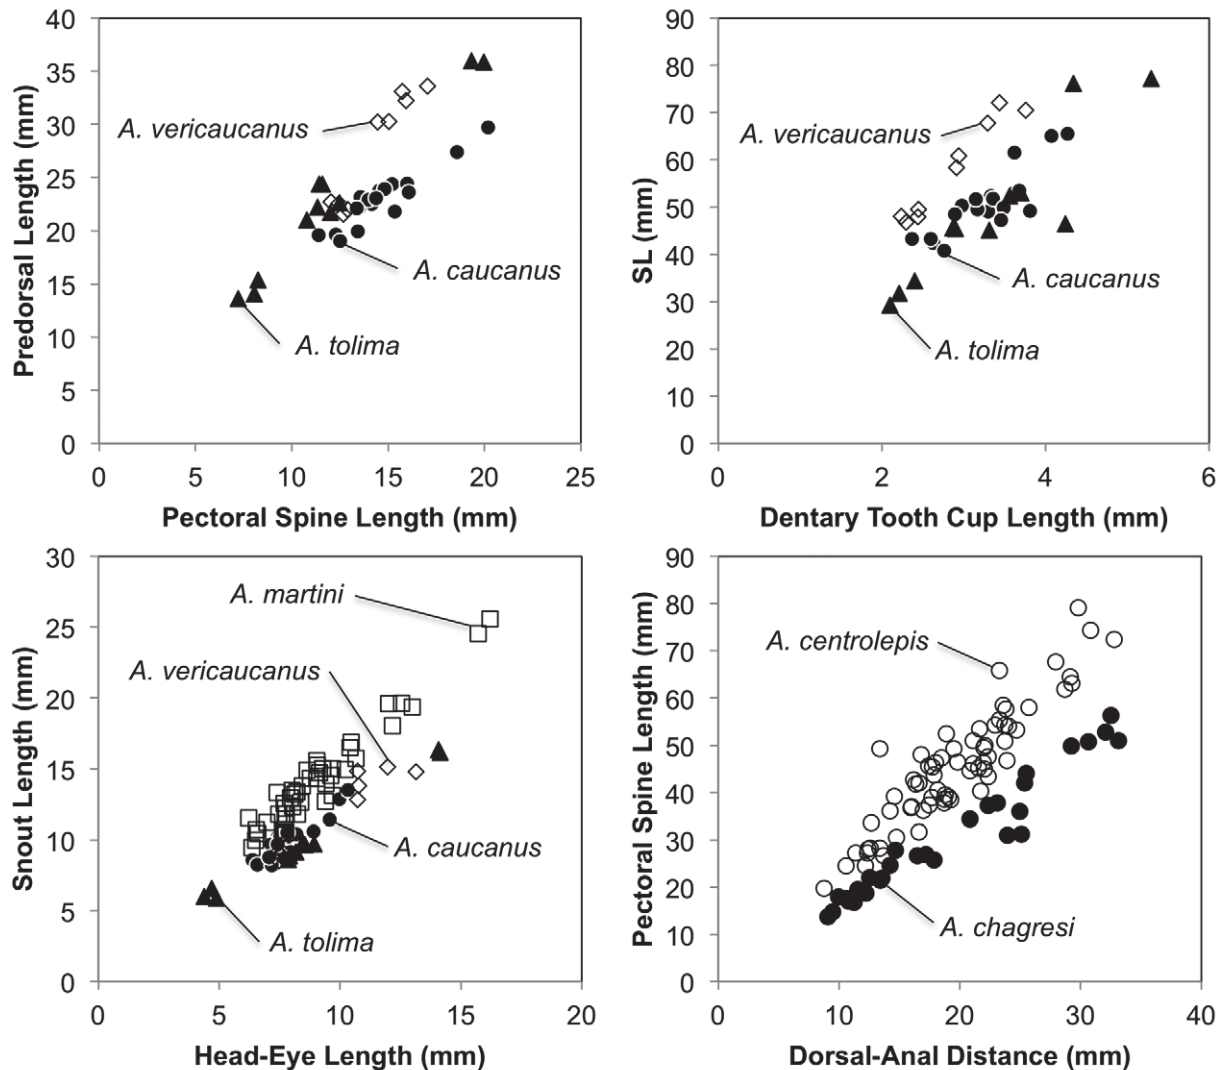 40
35
30
25
20
15
10
5
0
Predorsal Length (mm)
A. vericaucanus
A. caucanus
A. tolima
0 5 10 15 20 25
Pectoral Spine Length (mm)
90
80
70
60
50
40
30
20
10
0
SL (mm)
A. vericaucanus
A. caucanus
A. tolima
0 2 4 6
Dentary Tooth Cup Length (mm)
30
25
20
15
10
5
0
Snout Length (mm)
A. martini
A. vericaucanus
A. caucanus
A. tolima
0 5 10 15 20
Head-Eye Length (mm)
90
80
70
60
50
40
30
20
10
0
Pectoral Spine Length (mm)
A. centrolepis
A. chagresi
0 10 20 30 40
Dorsal-Anal Distance (mm)